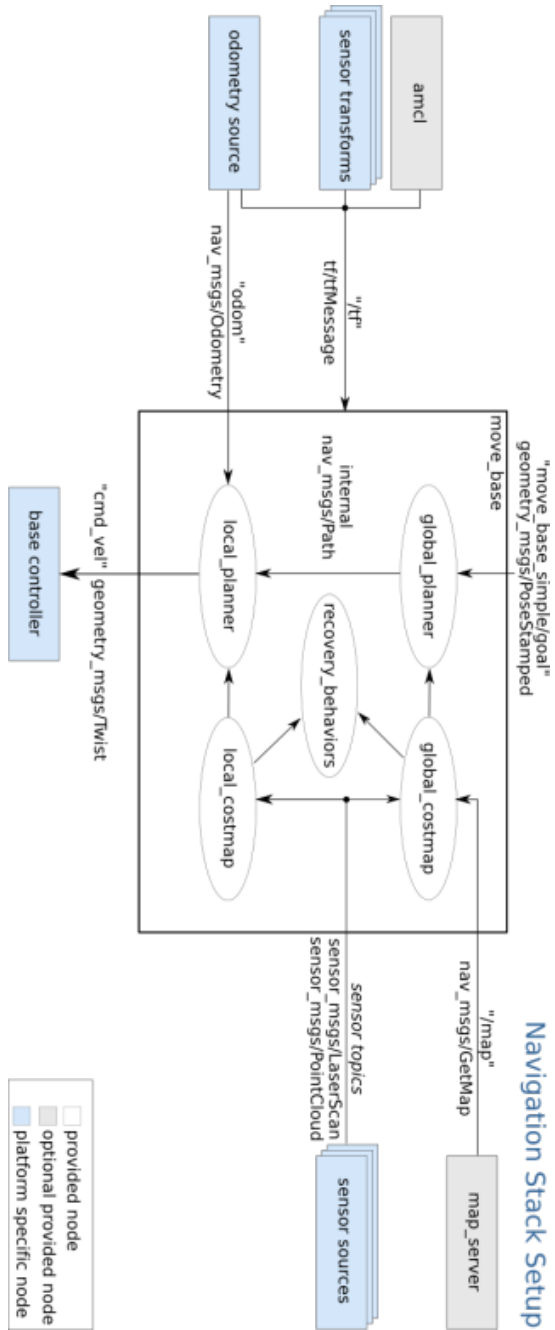 Navigation Stack Setup
"move_base_simple/goal"
geometry_msgs/PoseStamped
move_base
"/map"
nav_msgs/GetMap
amcl
sensor transforms
odometry source
"/tf"
tf/tfMessage
"odom"
nav_msgs/Odometry
global_planner
global_costmap
internal
nav_msgs/Path
recovery_behaviors
local_planner
local_costmap
sensor topics
sensor_msgs/LaserScan
sensor_msgs/PointCloud
map_server
sensor sources
"cmd_vel" geometry_msgs/Twist
base controller
provided node
optional provided node
platform specific node